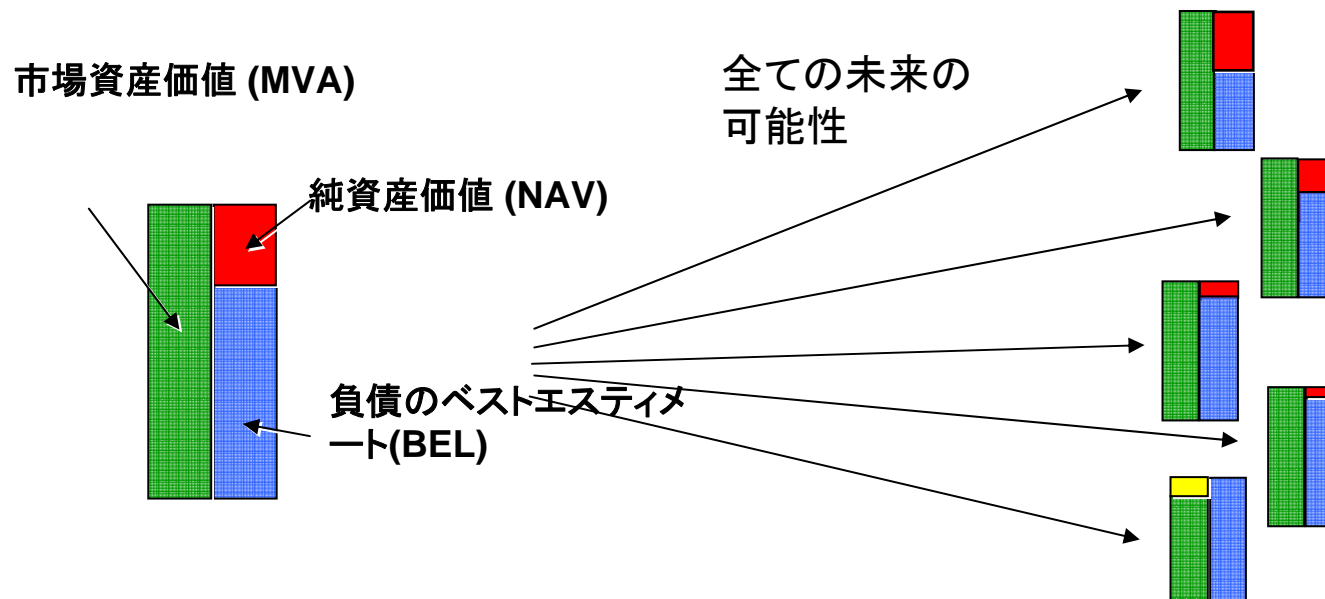 市場資産価値 (MVA)
全ての未来の
可能性
純資産価値 (NAV)
負債のベストエスティメ
ート(BEL)